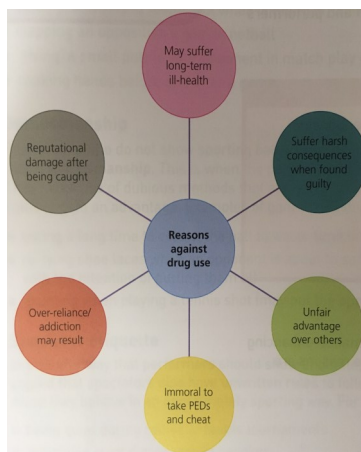 May suffer
long-term
ill-health
Reputational
damage after
being caught
Suffer harsh
consequences
when found
guilty
Reasons
against
drug use
Over-reliance/
addiction
may result
Unfair
advantage
over others
Immoral to
take PEDs
and cheat